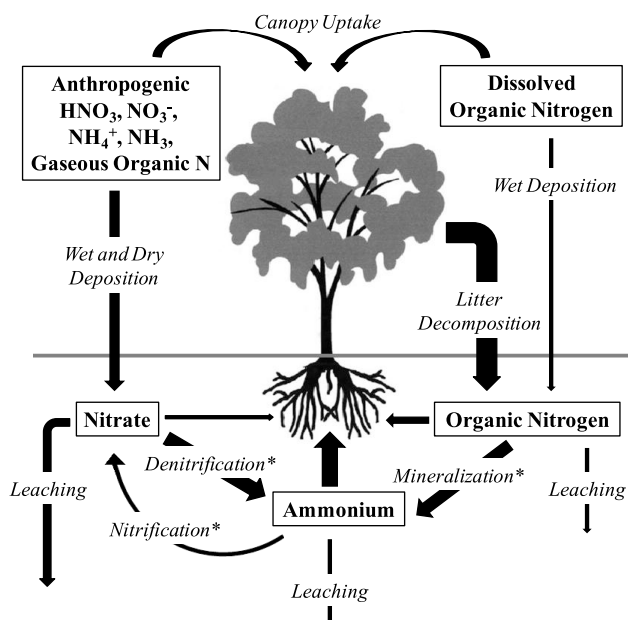 Canopy Uptake
Anthropogenic
HNO₃, NO₃⁻,
NH₄⁺, NH₃,
Gaseous Organic N
Dissolved
Organic Nitrogen
Wet Deposition
Wet and Dry
Deposition
Litter
Decomposition
Nitrate
Organic Nitrogen
Denitrification*
Mineralization*
Leaching
Ammonium
Leaching
Nitrification*
Leaching